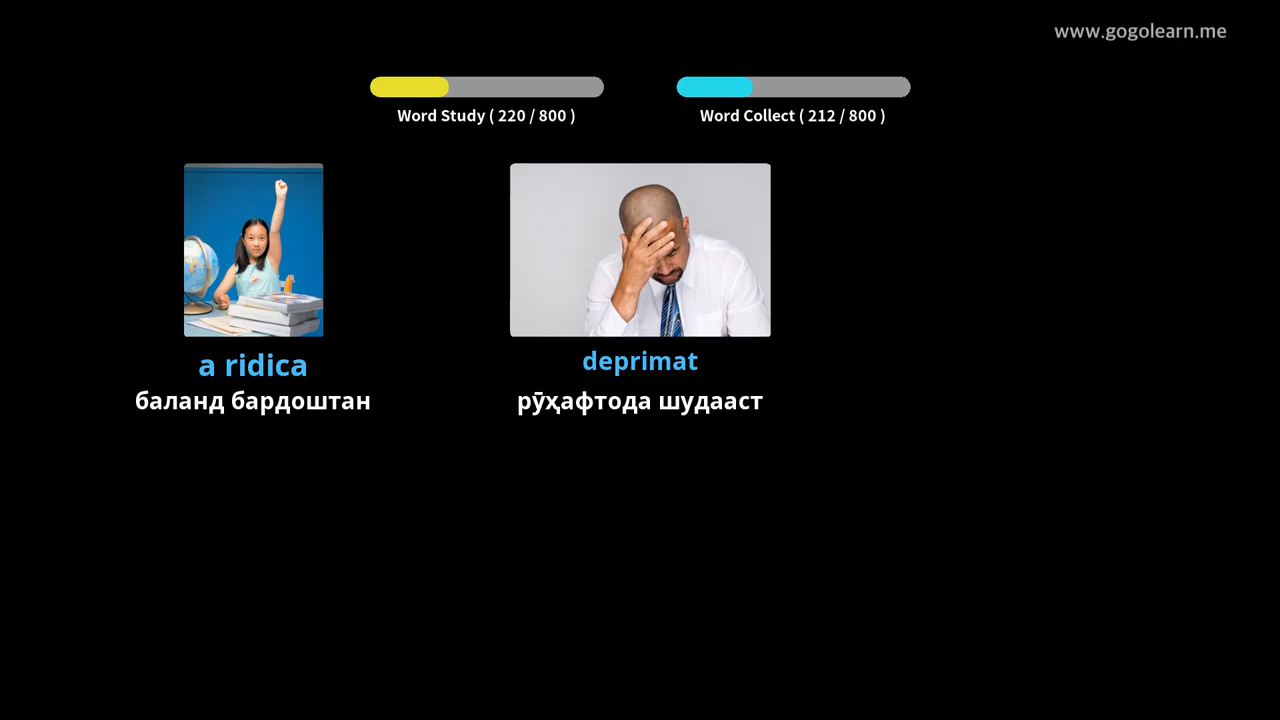 www.gogolearn.me
Word Study ( 220 / 800 )
Word Collect ( 212 / 800 )
a ridica
баланд бардоштан
deprimat
рӯҳафтода шудааст